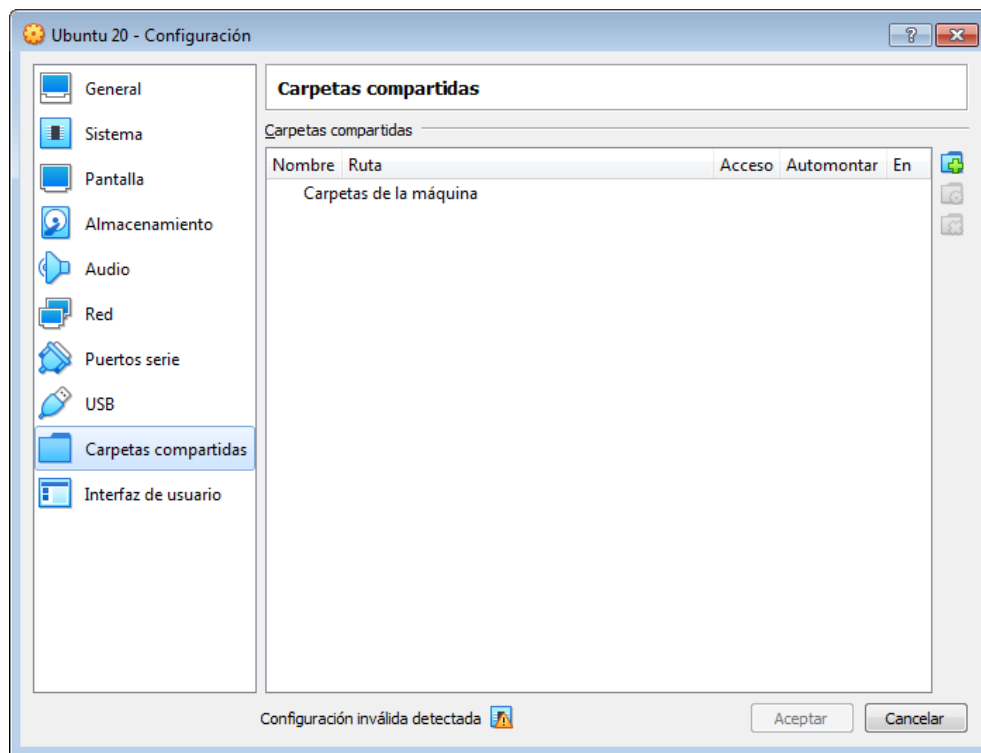 Ubuntu 20 - Configuración
General
Sistema
Pantalla
Almacenamiento
Audio
Red
Puertos serie
USB
Carpetas compartidas
Interfaz de usuario
Carpetas compartidas
Carpetas compartidas
Nombre Ruta Acceso Automontar En
Carpetas de la máquina
Configuración inválida detectada
Aceptar Cancelar